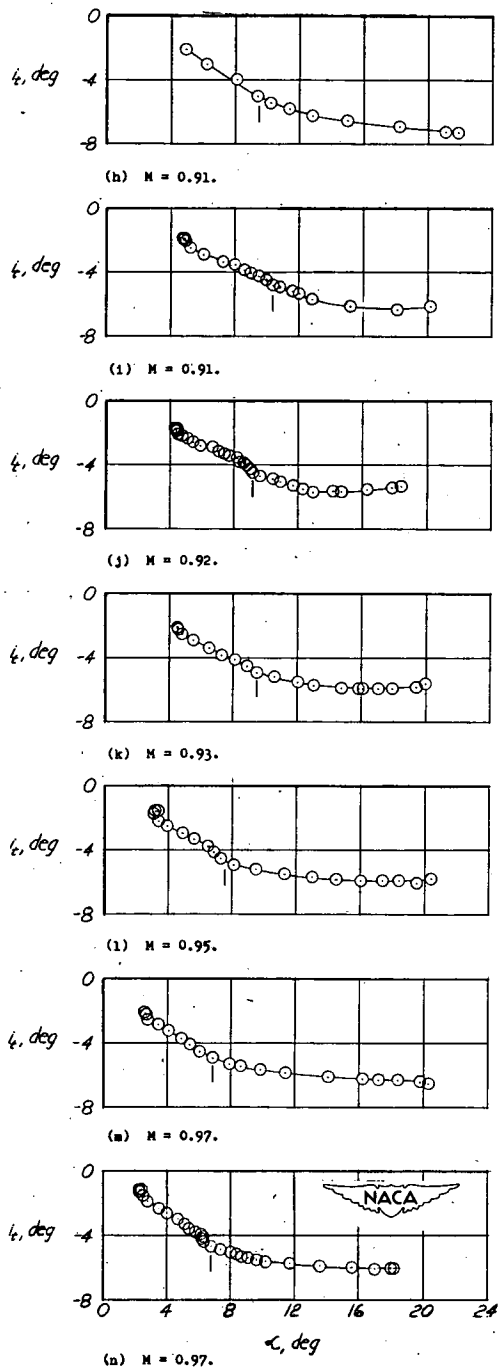 0
i_t, deg -4
-8
(h) M = 0.91.
0
i_t, deg -4
-8
(i) M = 0.91.
0
i_t, deg -4
-8
(j) M = 0.92.
0
i_t, deg -4
-8
(k) M = 0.93.
0
i_t, deg -4
-8
(l) M = 0.95.
0
i_t, deg -4
-8
(m) M = 0.97.
0
NACA
i_t, deg -4
-8
0 4 8 12 16 20 24
α, deg
(n) M = 0.97.